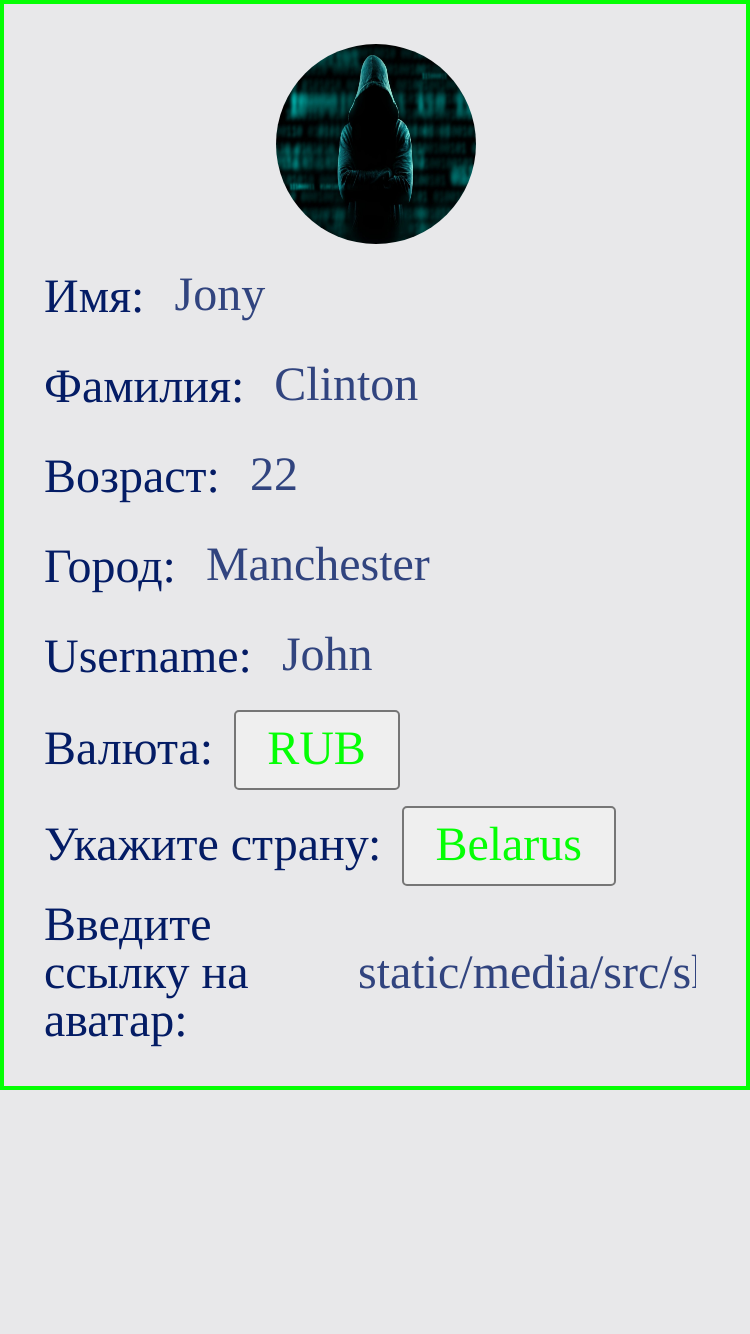 Имя: Jony
Фамилия: Clinton
Возраст: 22
Город: Manchester
Username: John
Валюта: RUB
Укажите страну: Belarus
Введите
ссылку на static/media/src/s
аватар: